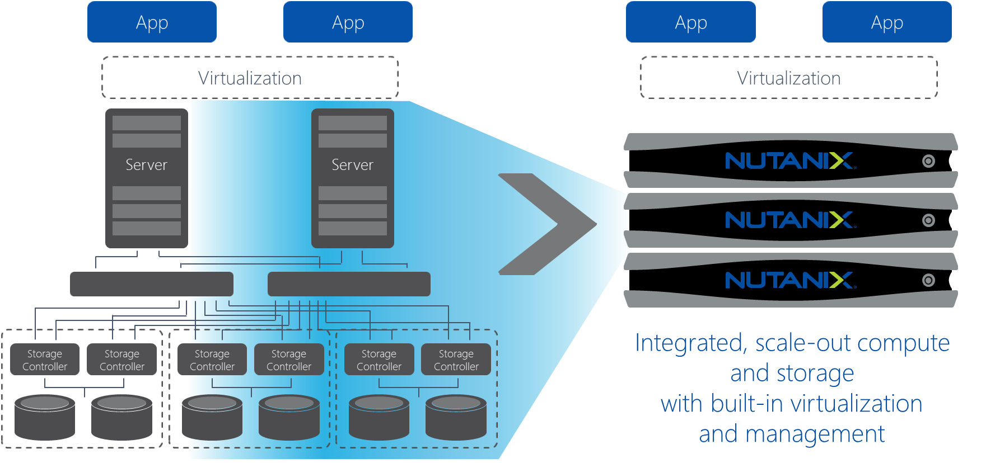 App
App
Virtualization
Server
Server
Storage
Controller
Storage
Controller
Storage
Controller
Storage
Controller
Storage
Controller
Storage
Controller
App
App
Virtualization
NUTANIX
NUTANIX
NUTANIX
Integrated, scale-out compute
and storage
with built-in virtualization
and management